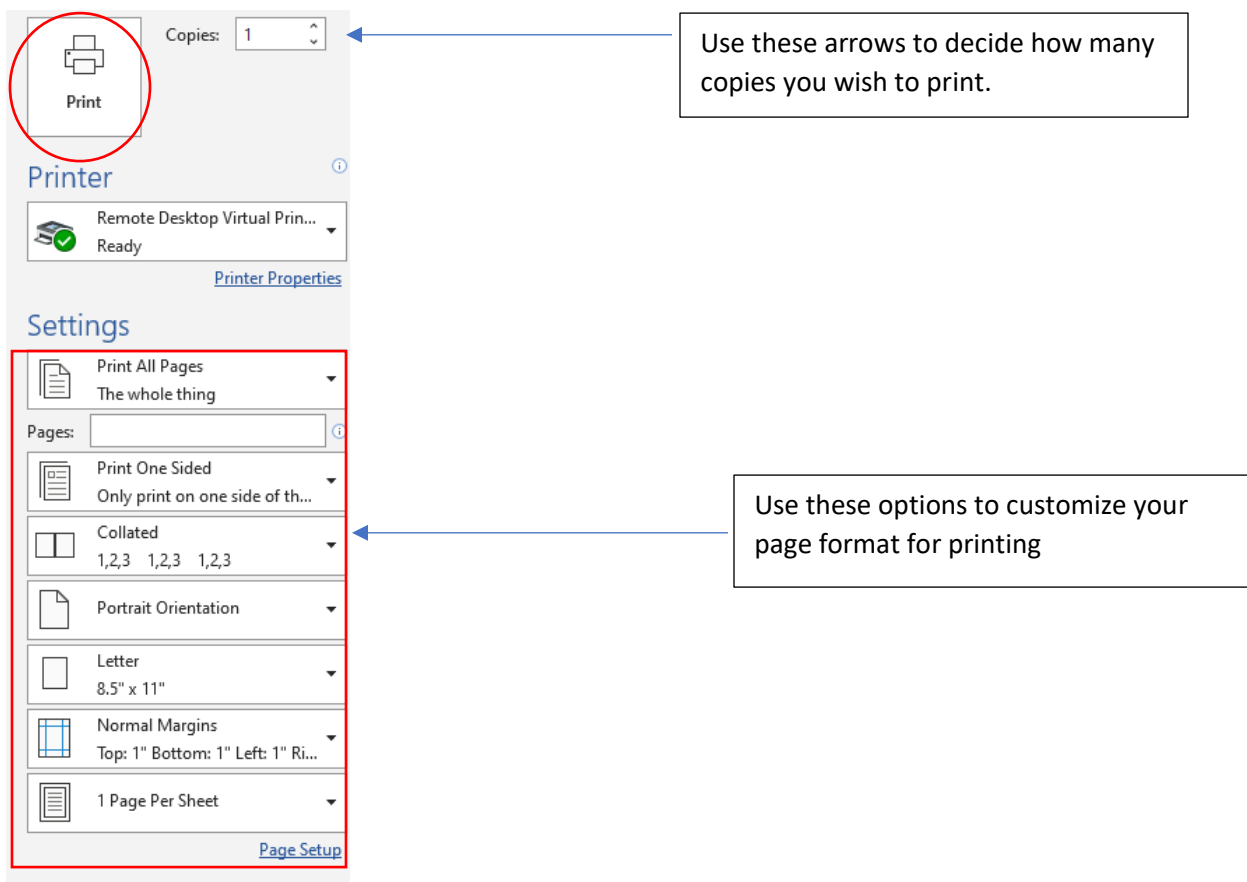 Copies: 1
Use these arrows to decide how many
copies you wish to print.
Print
Printer
Remote Desktop Virtual Prin...
Ready
Printer Properties
Settings
Print All Pages
The whole thing
Pages:
Print One Sided
Only print on one side of th...
Use these options to customize your
page format for printing
Collated
1,2,3 1,2,3 1,2,3
Portrait Orientation
Letter
8.5" x 11"
Normal Margins
Top: 1" Bottom: 1" Left: 1" Ri...
1 Page Per Sheet
Page Setup